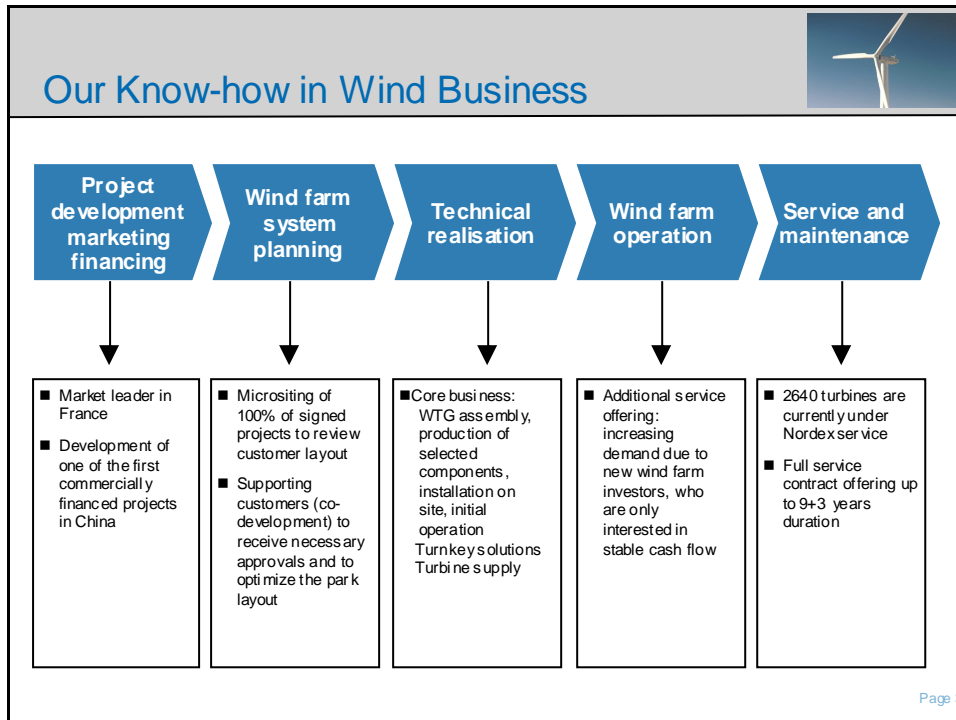 Our Know-how in Wind Business
Project
development
marketing
financing
Wind farm
system
planning
Technical
realisation
Wind farm
operation
Service and
maintenance
■ Market leader in
France
■ Development of
one of the first
commercially
financed projects
in China
■ Micrositing of
100% of signed
projects to review
customer layout
■ Supporting
customers (co-
development) to
receive necessary
approvals and to
optimize the park
layout
■Core business:
WTG assembly,
production of
selected
components,
installation on
site, initial
operation
Turnkey solutions
Turbine supply
■ Additional service
offering:
increasing
demand due to
new wind farm
investors, who
are only
interested in
stable cash flow
■ 2640 turbines are
currently under
Nordex service
■ Full service
contract offering up
to 9+3 years
duration
Page